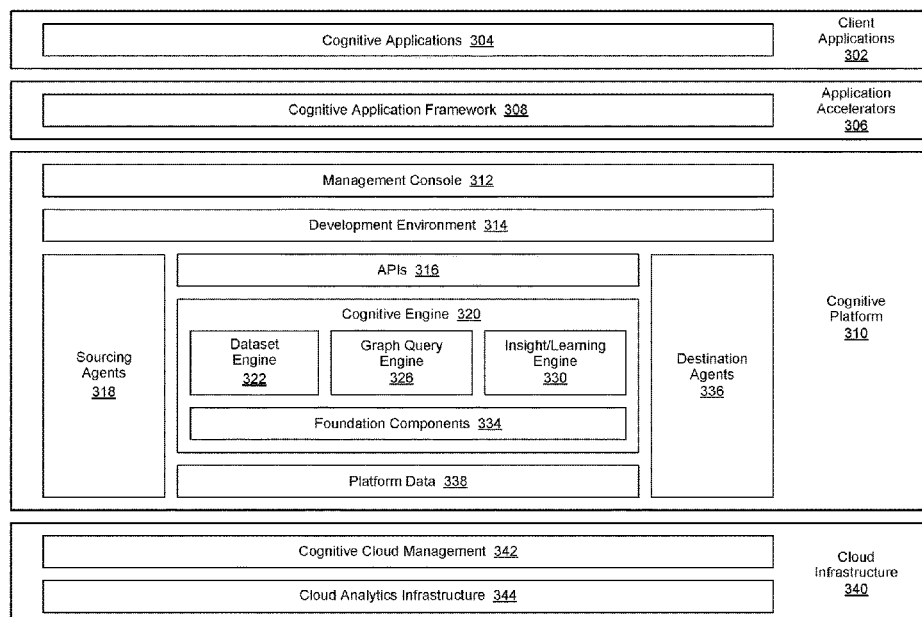 Cognitive Applications 304
Client
Applications
302
Cognitive Application Framework 308
Application
Accelerators
306
Management Console 312
Development Environment 314
Sourcing
Agents
318
APIs 316
Cognitive Engine 320
Dataset
Engine
322
Graph Query
Engine
326
Insight/Learning
Engine
330
Foundation Components 334
Platform Data 338
Destination
Agents
336
Cognitive
Platform
310
Cognitive Cloud Management 342
Cloud Analytics Infrastructure 344
Cloud
Infrastructure
340